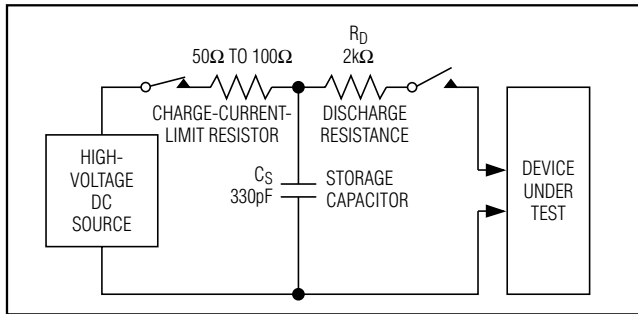 50Ω TO 100Ω
CHARGE-CURRENT-
LIMIT RESISTOR
RD
2kΩ
DISCHARGE
RESISTANCE
HIGH-
VOLTAGE
DC
SOURCE
CS
330pF
STORAGE
CAPACITOR
DEVICE
UNDER
TEST